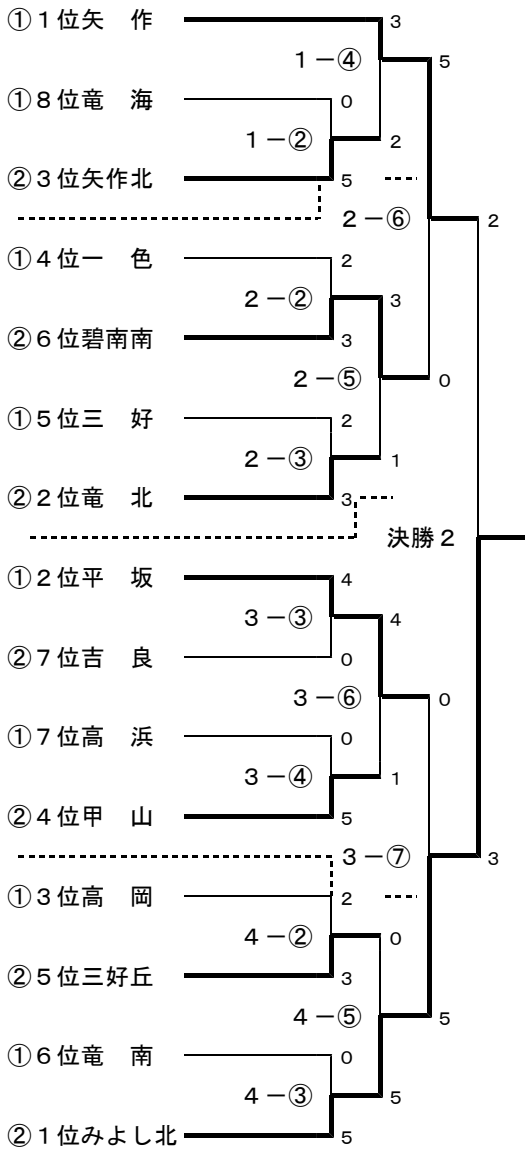 ①1位矢　作
3
1－④
5
①8位竜　海
0
1－②
2
②3位矢作北
5
2－⑥
2
①4位一　色
2
2－②
3
②6位碧南南
3
2－⑤
0
①5位三　好
2
2－③
1
②2位竜　北
3
決勝2
①2位平　坂
4
3－③
4
②7位吉　良
0
3－⑥
0
①7位高　浜
0
3－④
1
②4位甲　山
5
3－⑦
3
①3位高　岡
2
4－②
0
②5位三好丘
3
4－⑤
5
①6位竜　南
0
4－③
5
②1位みよし北
5